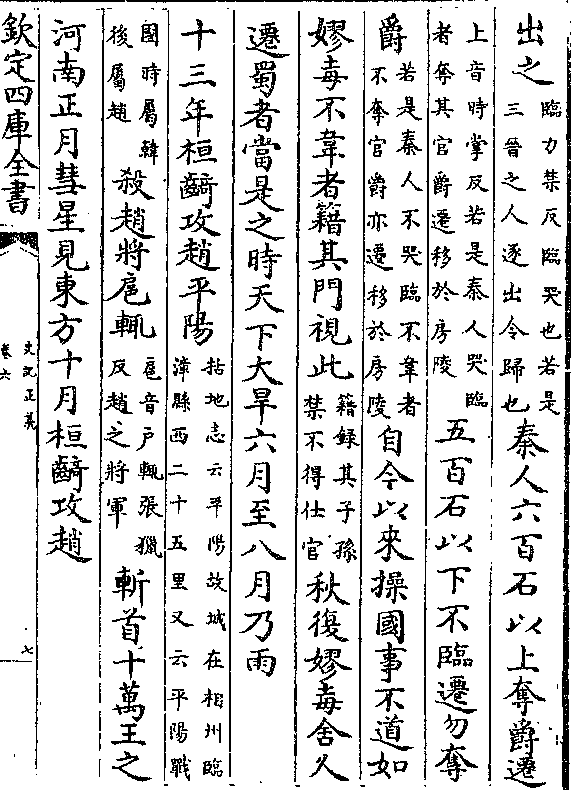 出之臨力禁反臨哭也若是三晉之人逐出令歸也秦人六百石以上奪爵遷
上音時掌反若是秦人哭臨者奪其官爵遷移於房陵五百石以下不臨遷勿奪
爵若是秦人不哭臨不韋者不奪官爵亦遷移於房陵自今以來操國事不道如
嫪毐不韋者籍其門視此籍録其子孫禁不得仕宦秋復嫪毐舍人
遷蜀者當是之時天下大旱六月至八月乃雨
十三年桓齮攻趙平陽括地志云平陽故城在相州臨漳縣西二十五里又云平陽戰
國時屬韓後屬趙殺趙將扈輒扈音户輒張獵反趙之將軍斬首十萬王之
河南正月彗星見東方十月桓齮攻趙
欽定四庫全書
史記正義
卷六
七